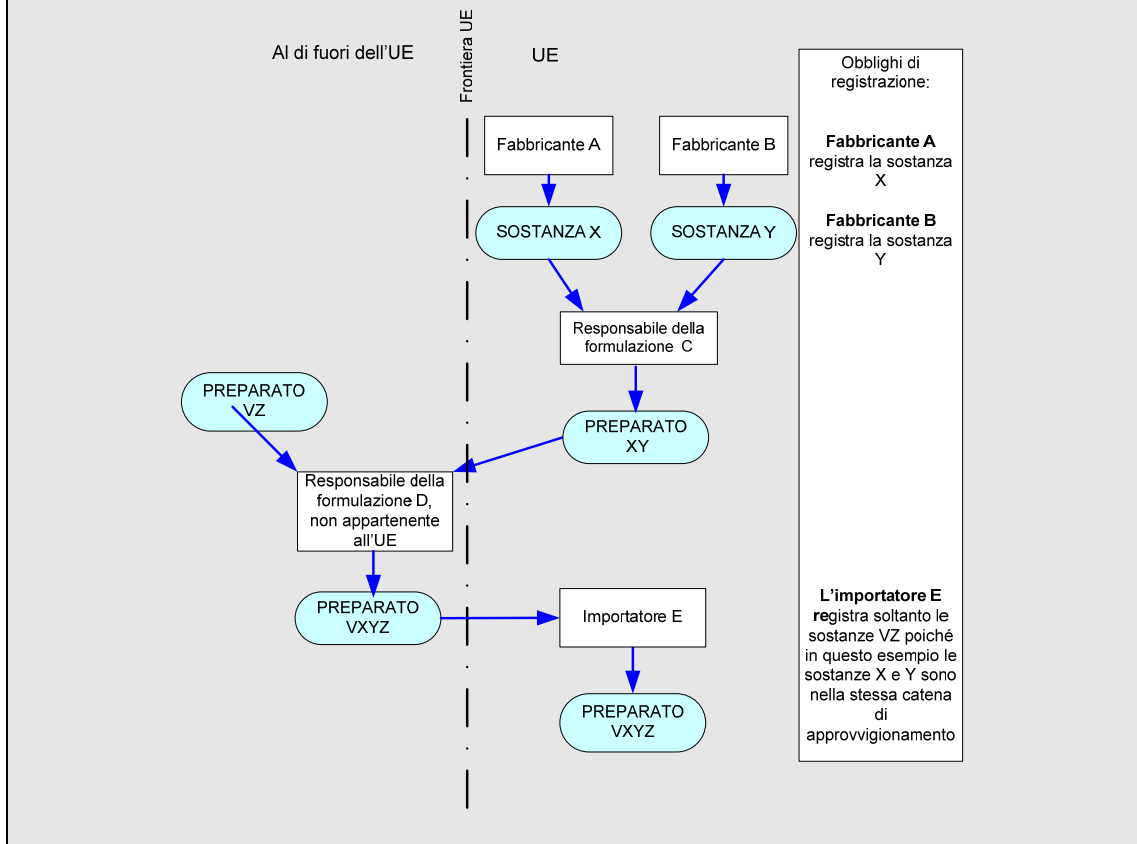 Al di fuori dell'UE
Frontiera UE
UE
Fabbricante A
Fabbricante B
SOSTANZA X
SOSTANZA Y
Responsabile della
formulazione C
PREPARATO
VZ
PREPARATO
XY
Responsabile della
formulazione D,
non appartenente
all'UE
PREPARATO
VXYZ
Importatore E
PREPARATO
VXYZ
Obblighi di
registrazione:
Fabbricante A
registra la sostanza
X
Fabbricante B
registra la sostanza
Y
L'importatore E
registra soltanto le
sostanze VZ poiché
in questo esempio le
sostanze X e Y sono
nella stessa catena
di
approvvigionamento